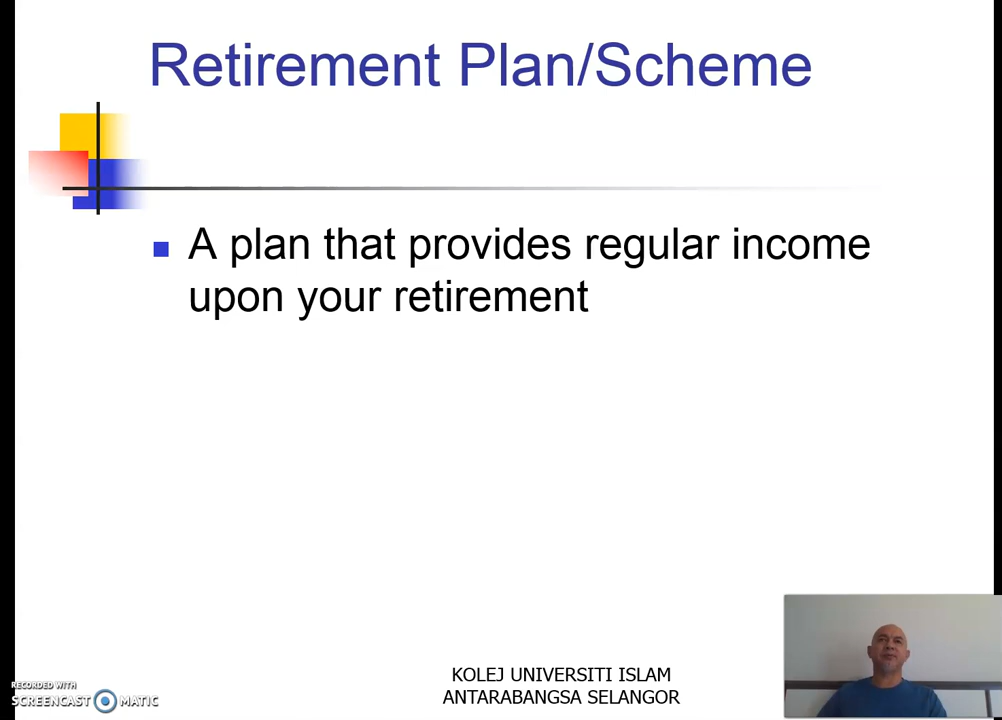 Retirement Plan/Scheme
A plan that provides regular income
upon your retirement
KOLEJ UNIVERSITI ISLAM
ANTARABANGSA SELANGOR
RECORDED WITH
SCREENCAST MATIC